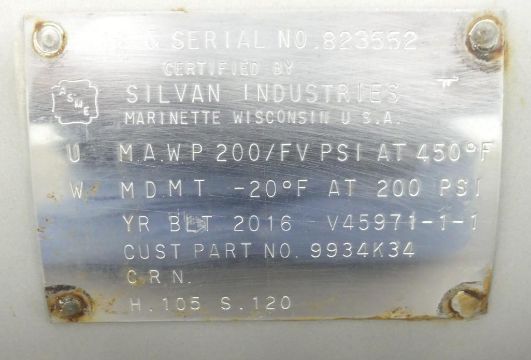 & SERIAL NO. 823552
CERTIFIED BY
ASME
SILVAN INDUSTRIES
MARINETTE WISCONSIN U.S.A.
U M.A.W.P 200/FV PSI AT 450°F
W M.D.M.T -20°F AT 200 PSI
YR BLT 2016 V45971-1-1
CUST PART NO. 9934K34
C.R.N.
H.105 S.120